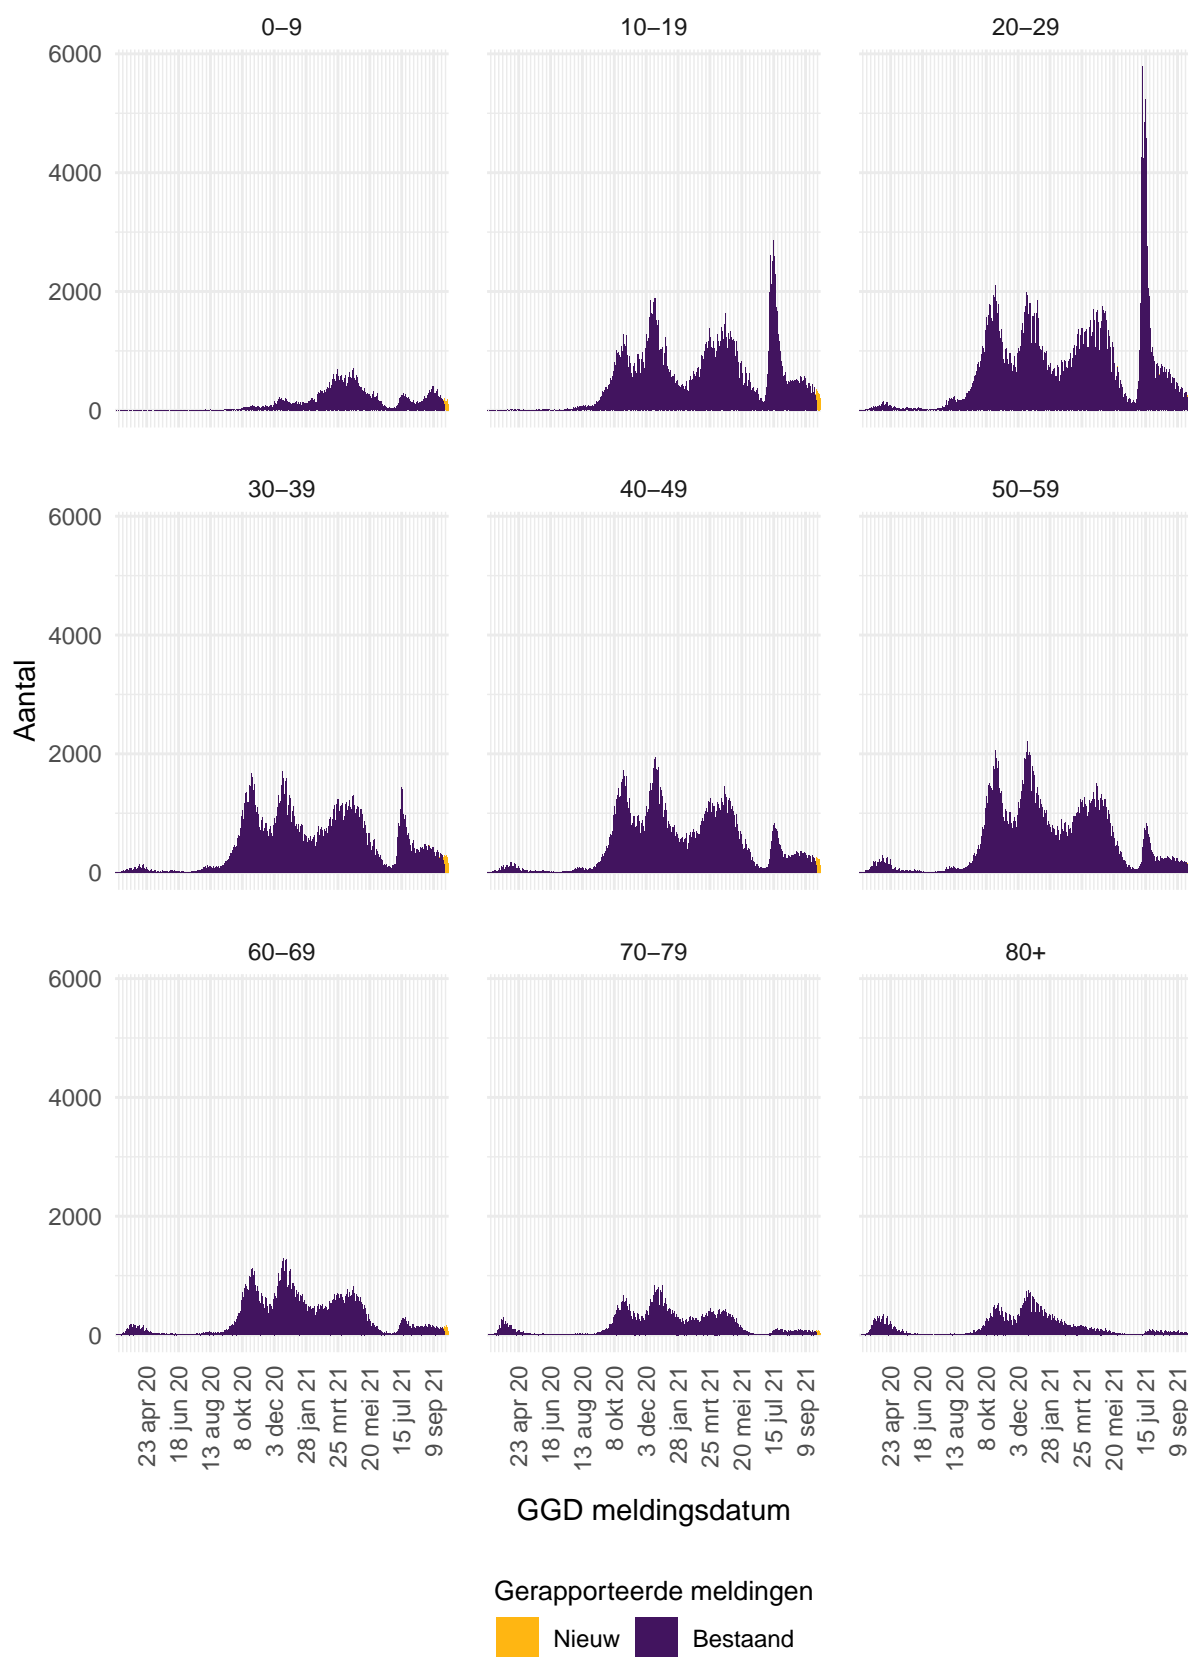 0−9 10−19 20−29
6000
4000
2000
0
30−39 40−49 50−59
6000
4000
2000
0
Aantal
60−69 70−79 80+
6000
4000
2000
0
23 apr 20 18 jun 20 13 aug 20 8 okt 20 3 dec 20 28 jan 21 25 mrt 21 20 mei 21 15 jul 21 9 sep 21 23 apr 20 18 jun 20 13 aug 20 8 okt 20 3 dec 20 28 jan 21 25 mrt 21 20 mei 21 15 jul 21 9 sep 21 23 apr 20 18 jun 20 13 aug 20 8 okt 20 3 dec 20 28 jan 21 25 mrt 21 20 mei 21 15 jul 21 9 sep 21
GGD meldingsdatum
Gerapporteerde meldingen
Nieuw Bestaand